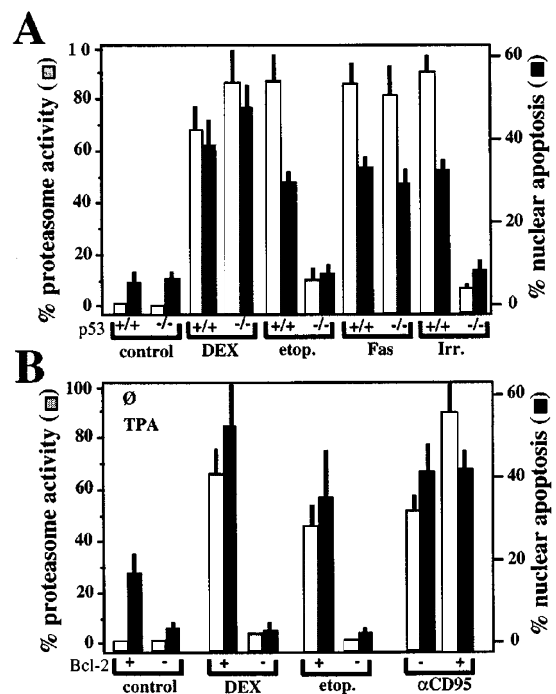 A
% proteasome activity ( )
1 0
80
60
40
20
0
60
40
20
0
% nuclear apoptosis ( )
p53 +/+ -/- +/+ -/- +/+ -/- +/+ -/- +/+ -/-
control DEX etop. Fas Irr.
B
% proteasome activity ( )
100
80
60
40
20
0
Ø
TPA
60
40
20
0
% nuclear apoptosis ( )
Bcl-2 + - + - + - - +
control DEX etop. αCD95